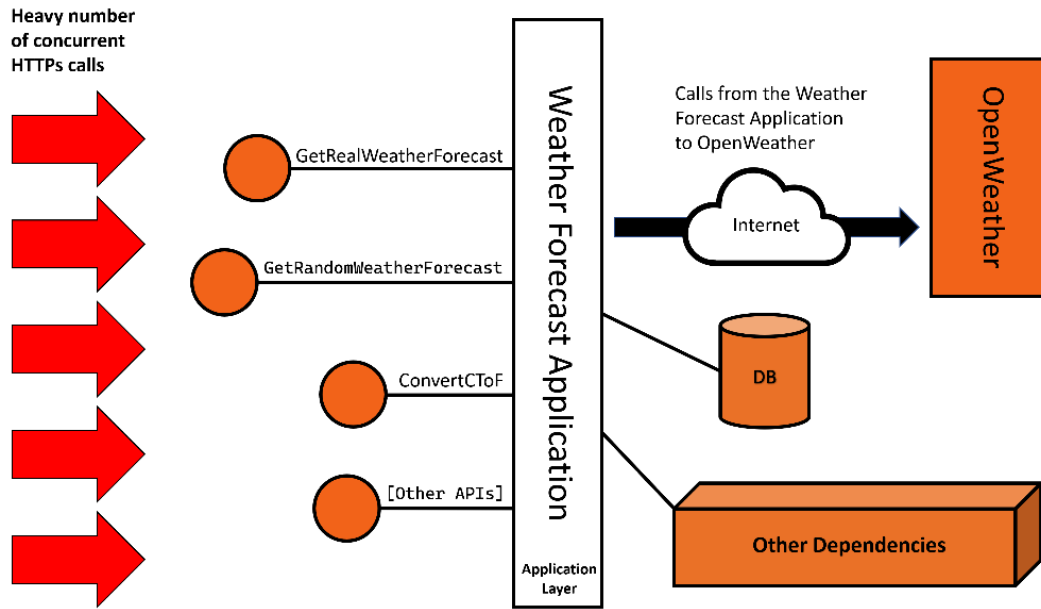 Heavy number
of concurrent
HTTPs calls
GetRealWeatherForecast
GetRandomWeatherForecast
ConvertCToF
[Other APIs]
Weather Forecast Application
Application
Layer
Calls from the Weather
Forecast Application
to OpenWeather
Internet
OpenWeather
DB
Other Dependencies